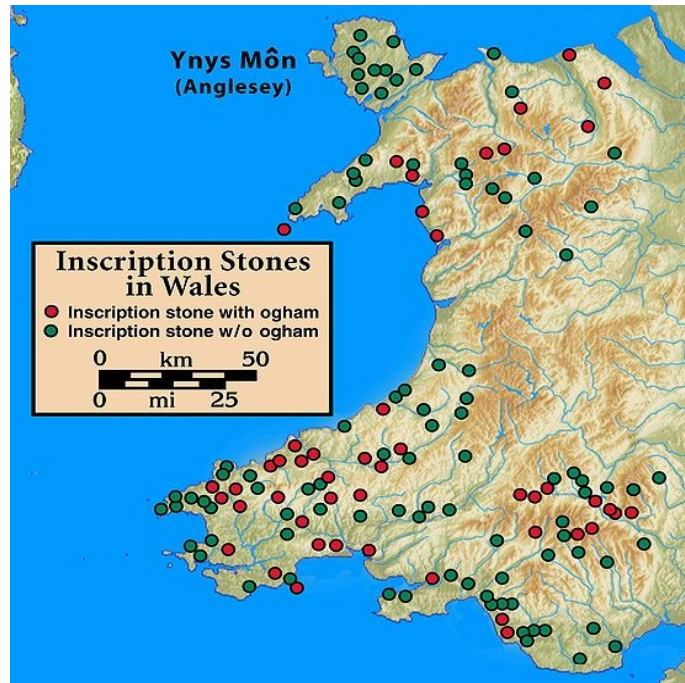 Ynys Môn
(Anglesey)
Inscription Stones
in Wales
Inscription stone with ogham
Inscription stone w/o ogham
0 km 50
0 mi 25